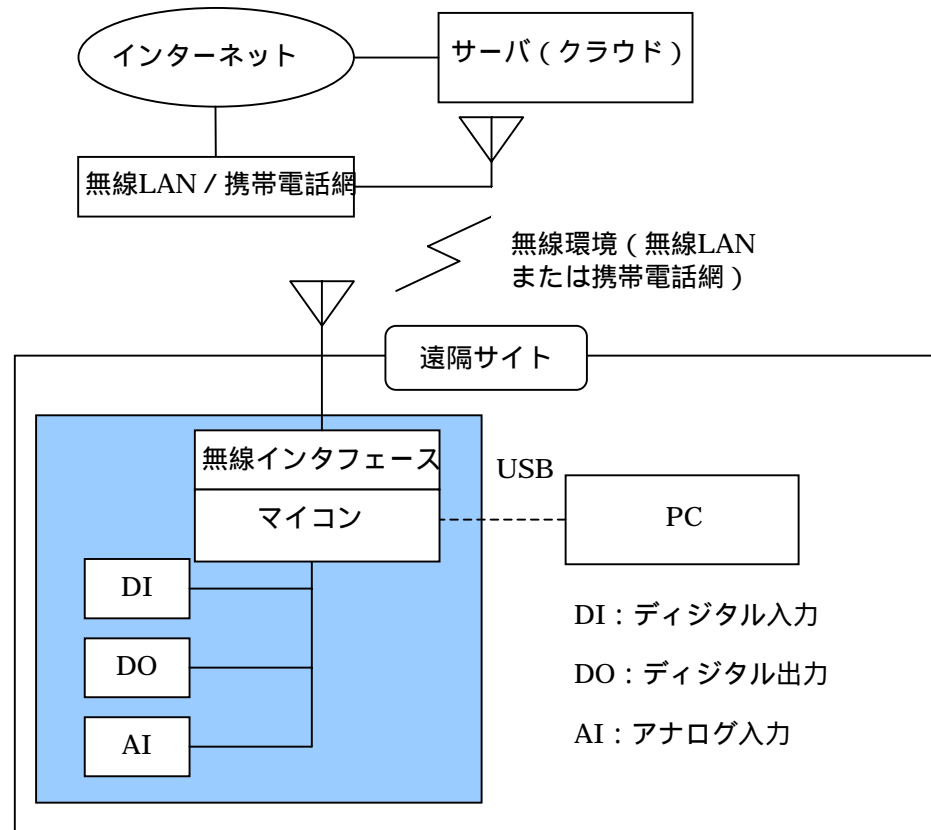 インターネット
サーバ（クラウド）
無線LAN／携帯電話網
無線環境（無線LAN
または携帯電話網）
遠隔サイト
無線インタフェース
マイコン
USB
PC
DI
DO
AI
DI：ディジタル入力
DO：ディジタル出力
AI：アナログ入力